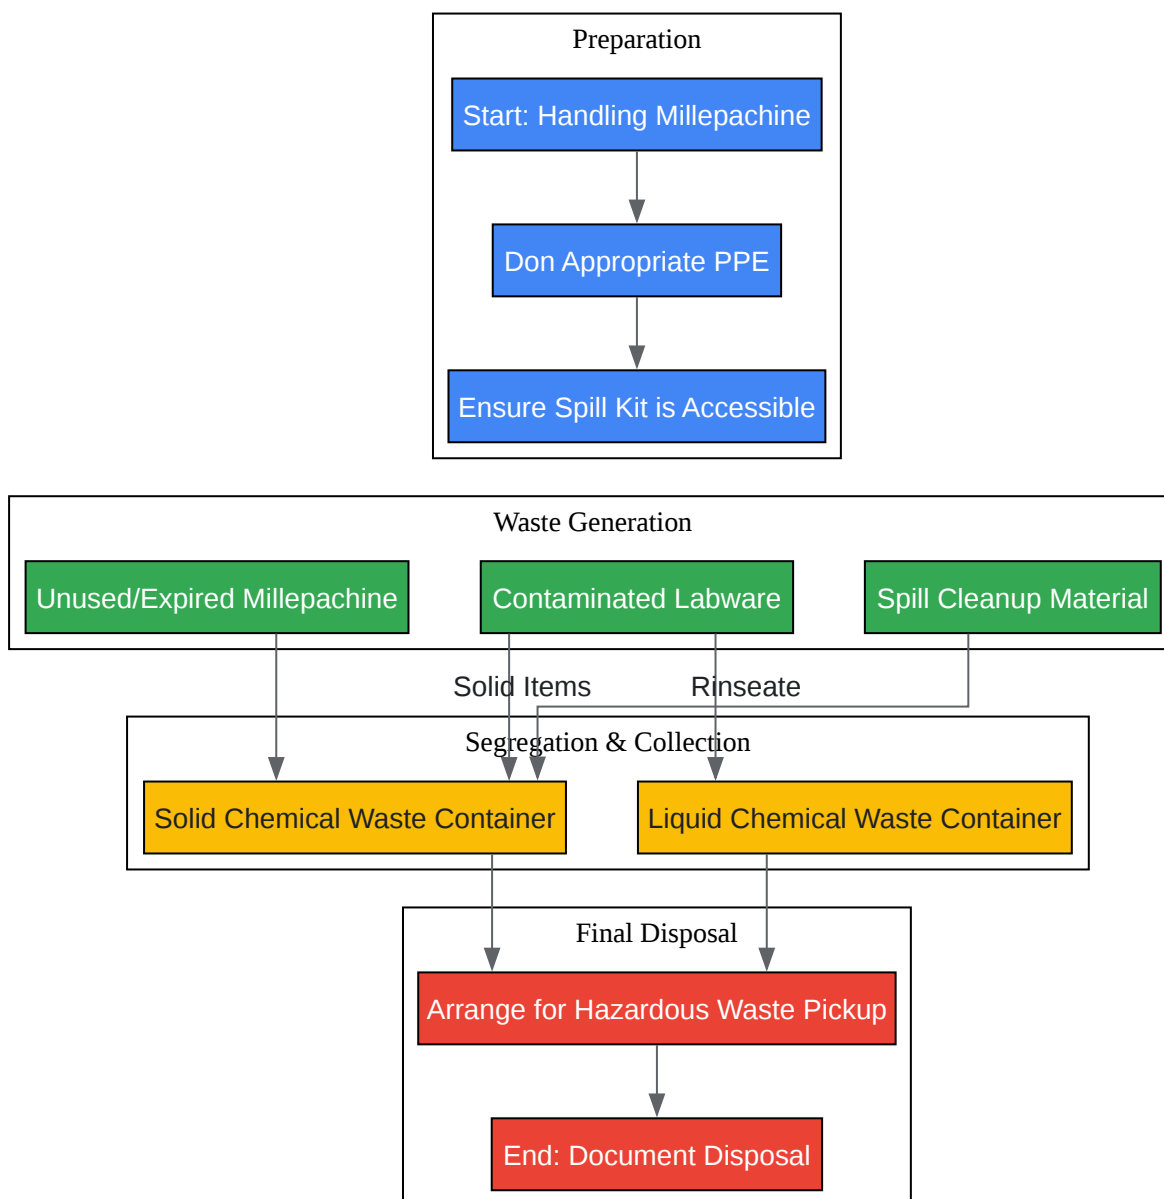 Preparation
Start: Handling Millepachine
Don Appropriate PPE
Ensure Spill Kit is Accessible
Waste Generation
Unused/Expired Millepachine
Contaminated Labware
Spill Cleanup Material
Solid Items
Rinseate
Segregation & Collection
Solid Chemical Waste Container
Liquid Chemical Waste Container
Final Disposal
Arrange for Hazardous Waste Pickup
End: Document Disposal